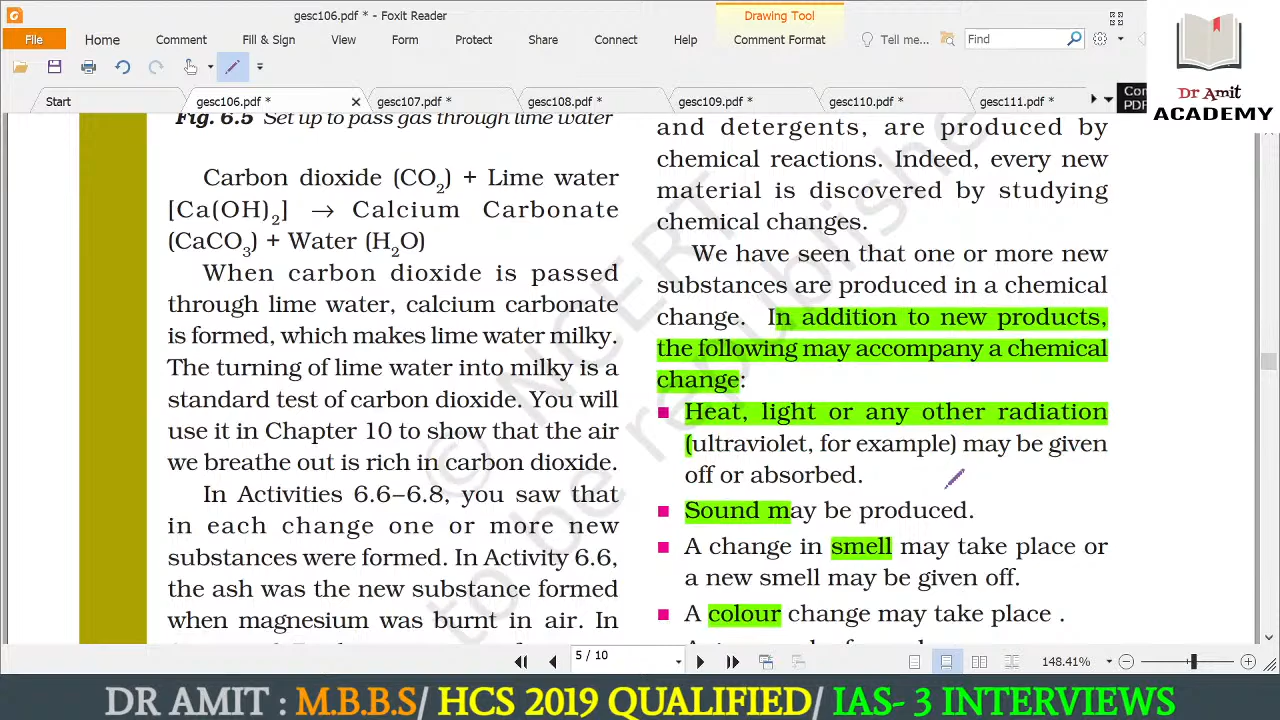 gesc106.pdf * - Foxit Reader
Drawing Tool
File Home Comment Fill & Sign View Form Protect Share Connect Help Comment Format Tell me... Find
Start gesc106.pdf * gesc107.pdf * gesc108.pdf * gesc109.pdf * gesc110.pdf * gesc111.pdf *
Dr Amit
ACADEMY
Fig. 6.5 Set up to pass gas through lime water
Carbon dioxide (CO2) + Lime water
[Ca(OH)2] → Calcium Carbonate
(CaCO3) + Water (H2O)
When carbon dioxide is passed
through lime water, calcium carbonate
is formed, which makes lime water milky.
The turning of lime water into milky is a
standard test of carbon dioxide. You will
use it in Chapter 10 to show that the air
we breathe out is rich in carbon dioxide.
In Activities 6.6–6.8, you saw that
in each change one or more new
substances were formed. In Activity 6.6,
the ash was the new substance formed
when magnesium was burnt in air. In
and detergents, are produced by
chemical reactions. Indeed, every new
material is discovered by studying
chemical changes.
We have seen that one or more new
substances are produced in a chemical
change. In addition to new products,
the following may accompany a chemical
change:
■ Heat, light or any other radiation
(ultraviolet, for example) may be given
off or absorbed.
■ Sound may be produced.
■ A change in smell may take place or
a new smell may be given off.
■ A colour change may take place .
© NCERT
to be republishe
5 / 10
148.41%
DR AMIT : M.B.B.S/ HCS 2019 QUALIFIED/ IAS- 3 INTERVIEWS